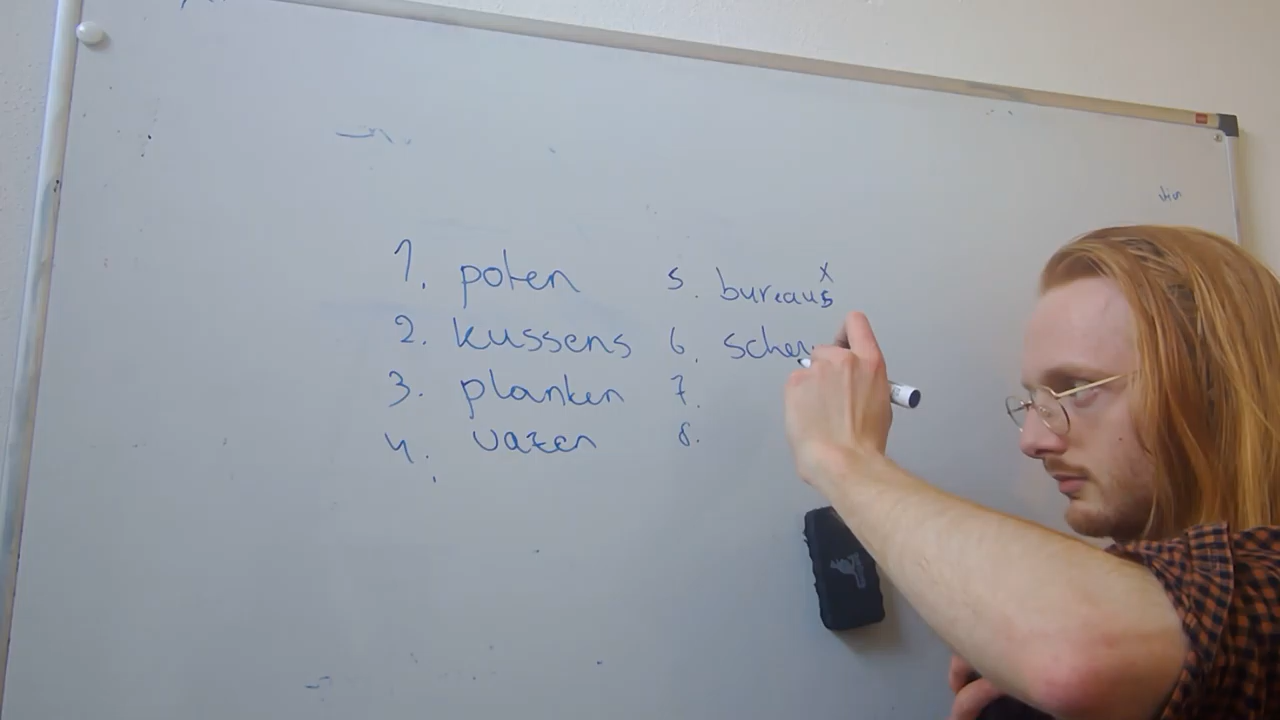 1. poten
2. kussens
3. planken
4. vazen
5. bureaus
x
6. scher
7.
8.